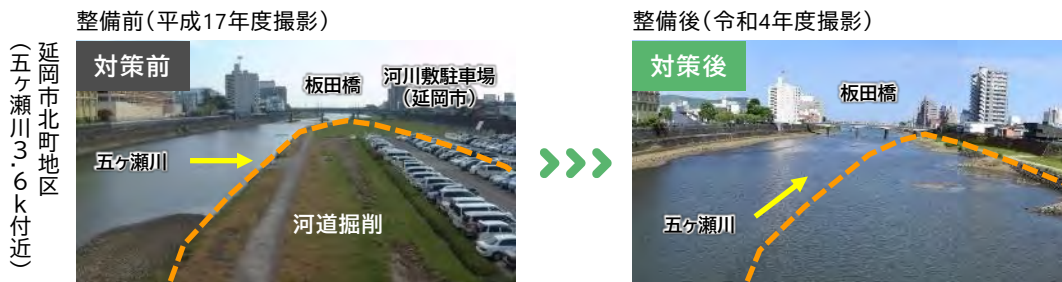 延岡市北町地区
（五ヶ瀬川3.6k付近）
整備前（平成17年度撮影）
対策前
板田橋
河川敷駐車場
（延岡市）
五ヶ瀬川
河道掘削
整備後（令和4年度撮影）
対策後
板田橋
五ヶ瀬川